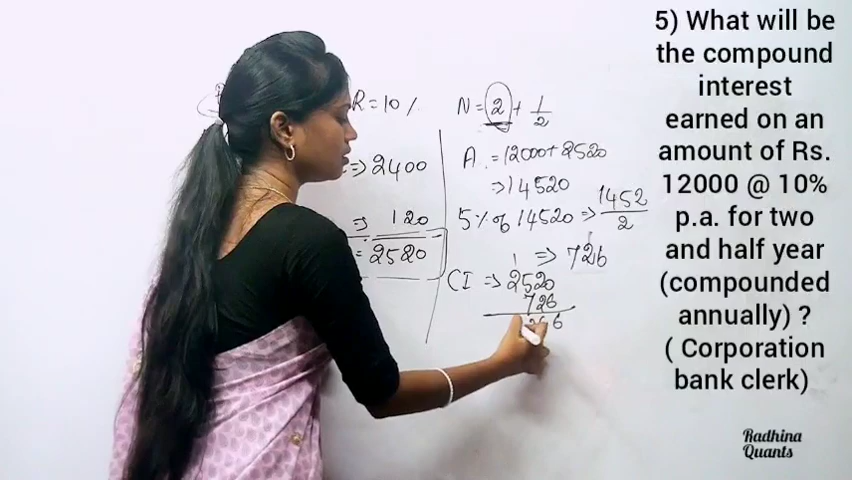 5) What will be
the compound
interest
earned on an
amount of Rs.
12000 @ 10%
p.a. for two
and half year
(compounded
annually) ?
( Corporation
bank clerk)
Radhina
Quants
R=10%
⇒2400
⇒ 120
= 2520
N=2+1/2
A = 12000+2520
⇒14520
5% of 14520 ⇒ 1452/2
⇒ 726
1
CI ⇒ 2520
726